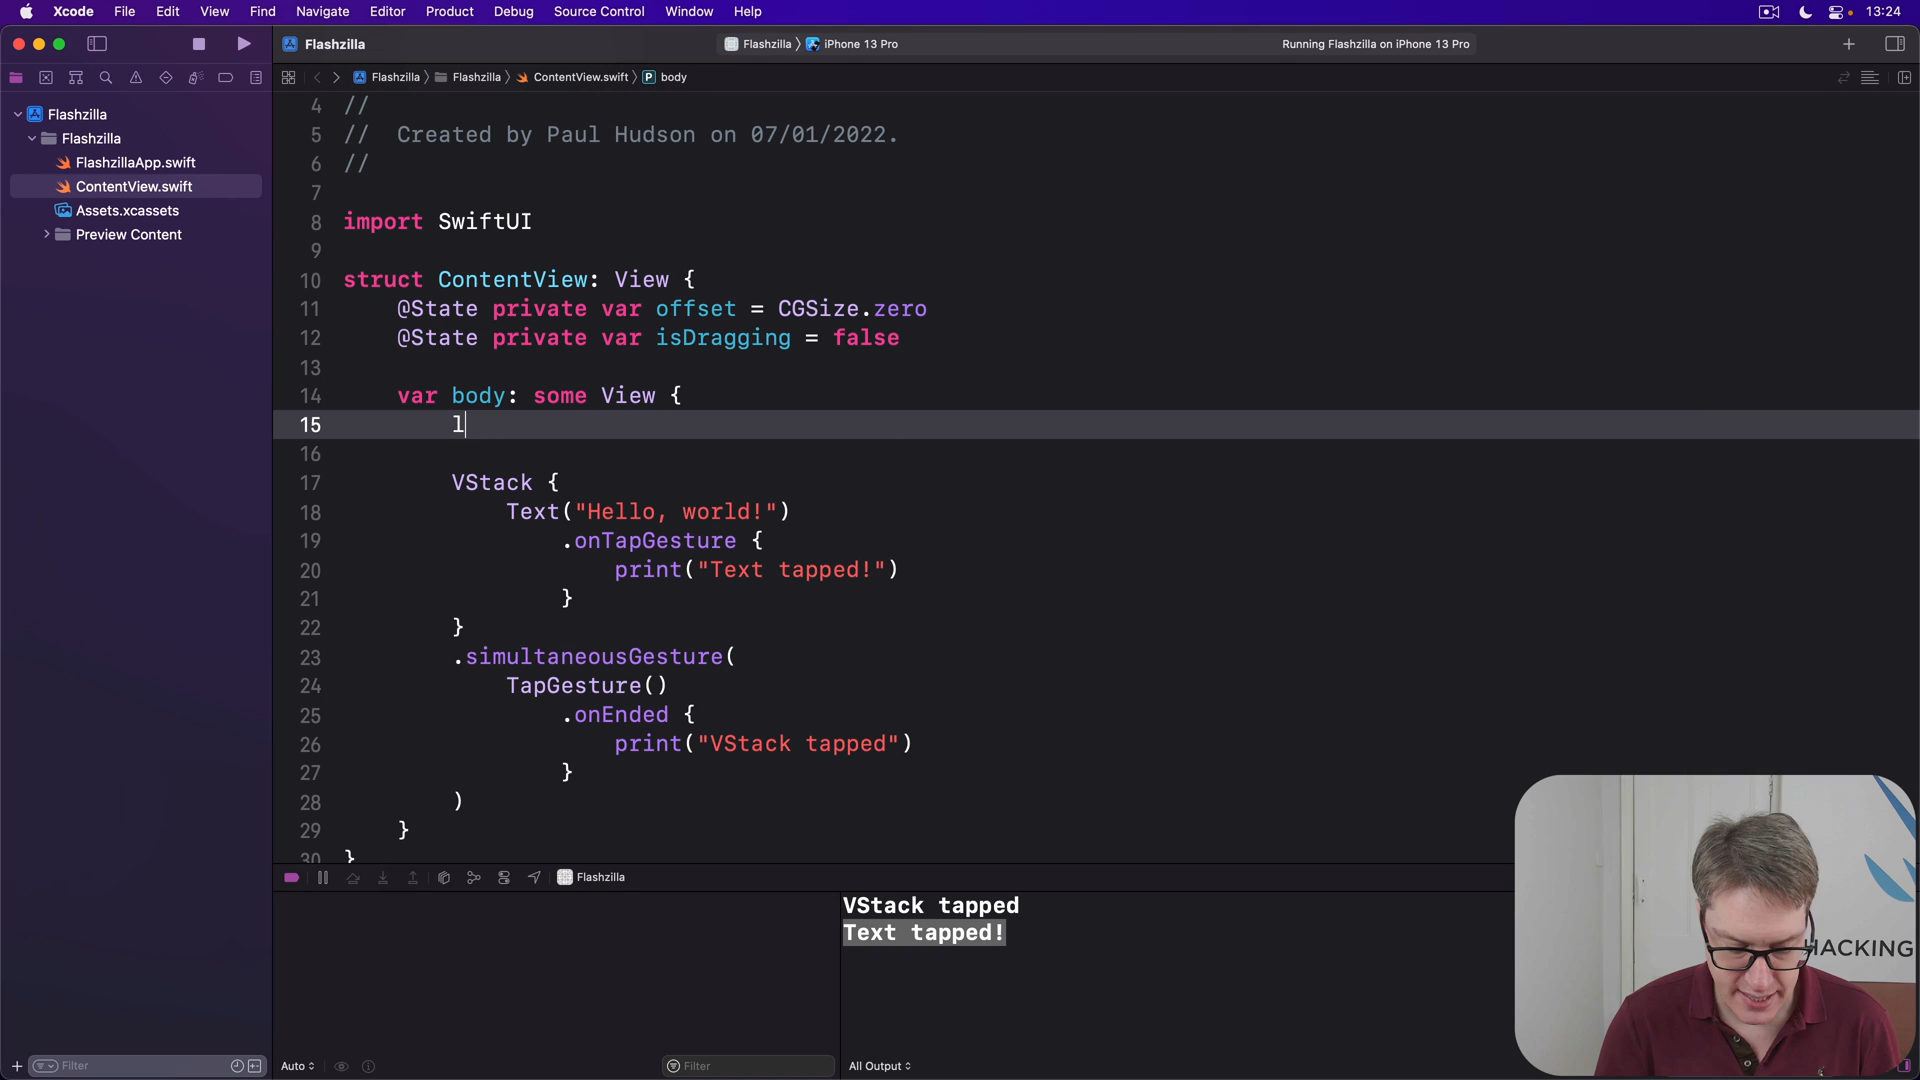 Xcode File Edit View Find Navigate Editor Product Debug Source Control Window Help 13:24
Flashzilla Flashzilla iPhone 13 Pro Running Flashzilla on iPhone 13 Pro
Flashzilla Flashzilla ContentView.swift P body
Flashzilla
Flashzilla
FlashzillaApp.swift
ContentView.swift
Assets.xcassets
Preview Content
4 //
5 // Created by Paul Hudson on 07/01/2022.
6 //
7
8 import SwiftUI
9
10 struct ContentView: View {
11 @State private var offset = CGSize.zero
12 @State private var isDragging = false
13
14 var body: some View {
15 l
16
17 VStack {
18 Text("Hello, world!")
19 .onTapGesture {
20 print("Text tapped!")
21 }
22 }
23 .simultaneousGesture(
24 TapGesture()
25 .onEnded {
26 print("VStack tapped")
27 }
28 )
29 }
30 }
Flashzilla
VStack tapped
Text tapped!
HACKING
Filter Auto Filter All Output